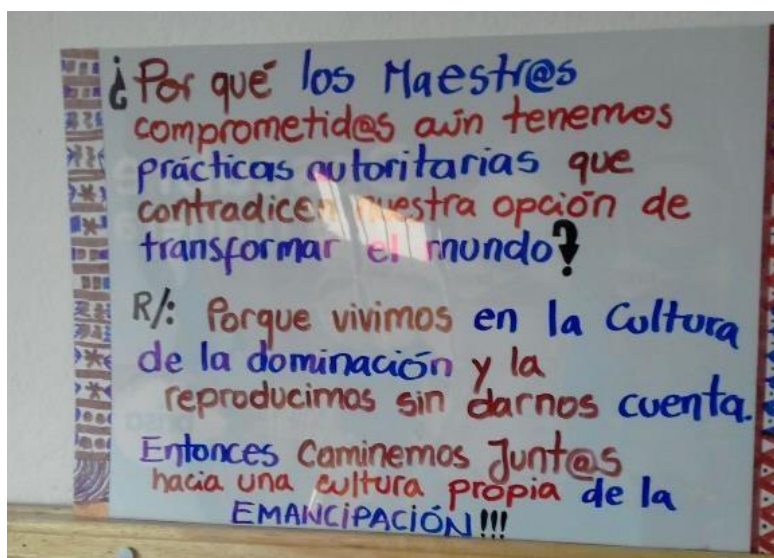 ¿Por qué los Maestr@s
comprometid@s aún tenemos
prácticas autoritarias que
contradicen nuestra opción de
transformar el mundo?
R/: Porque vivimos en la Cultura
de la dominación y la
reproducimos sin darnos cuenta.
Entonces Caminemos Junt@s
hacia una cultura propia de la
EMANCIPACIÓN!!!